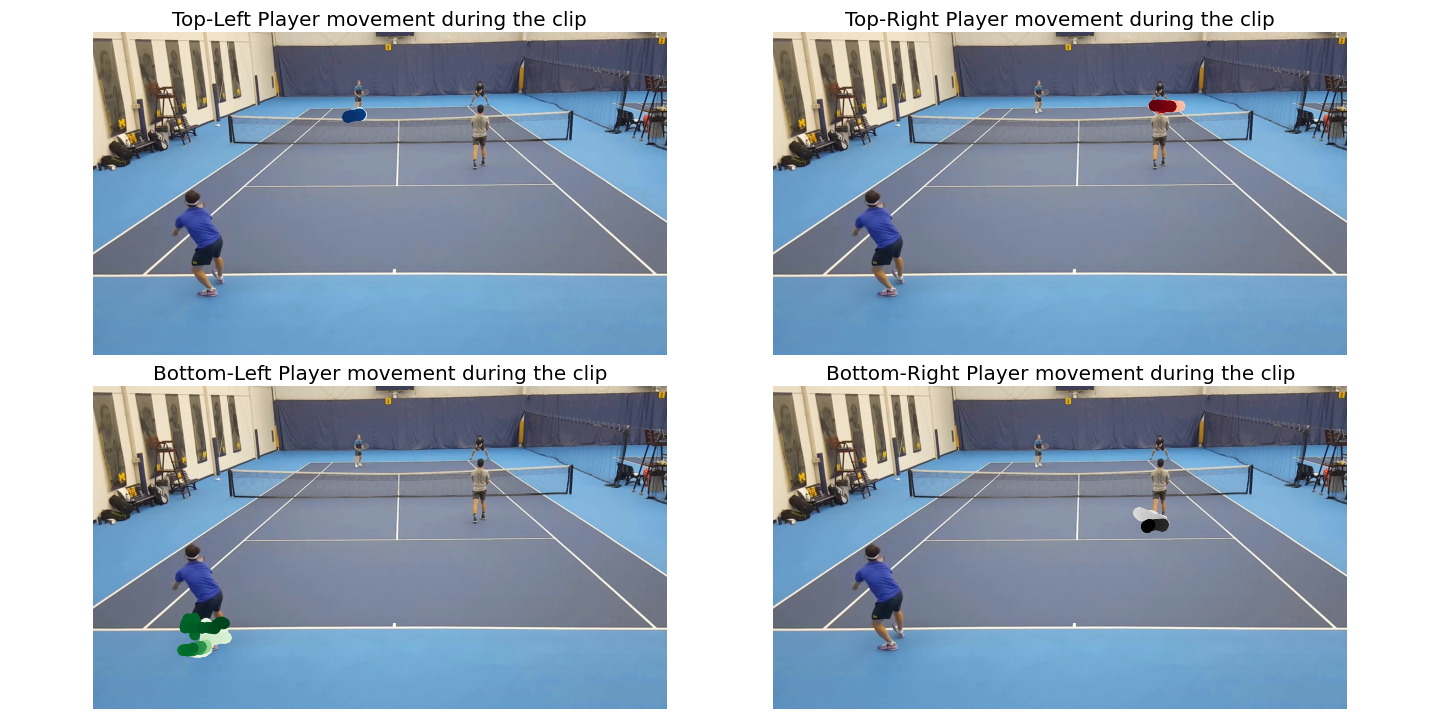 Top-Left Player movement during the clip
Top-Right Player movement during the clip
Bottom-Left Player movement during the clip
Bottom-Right Player movement during the clip